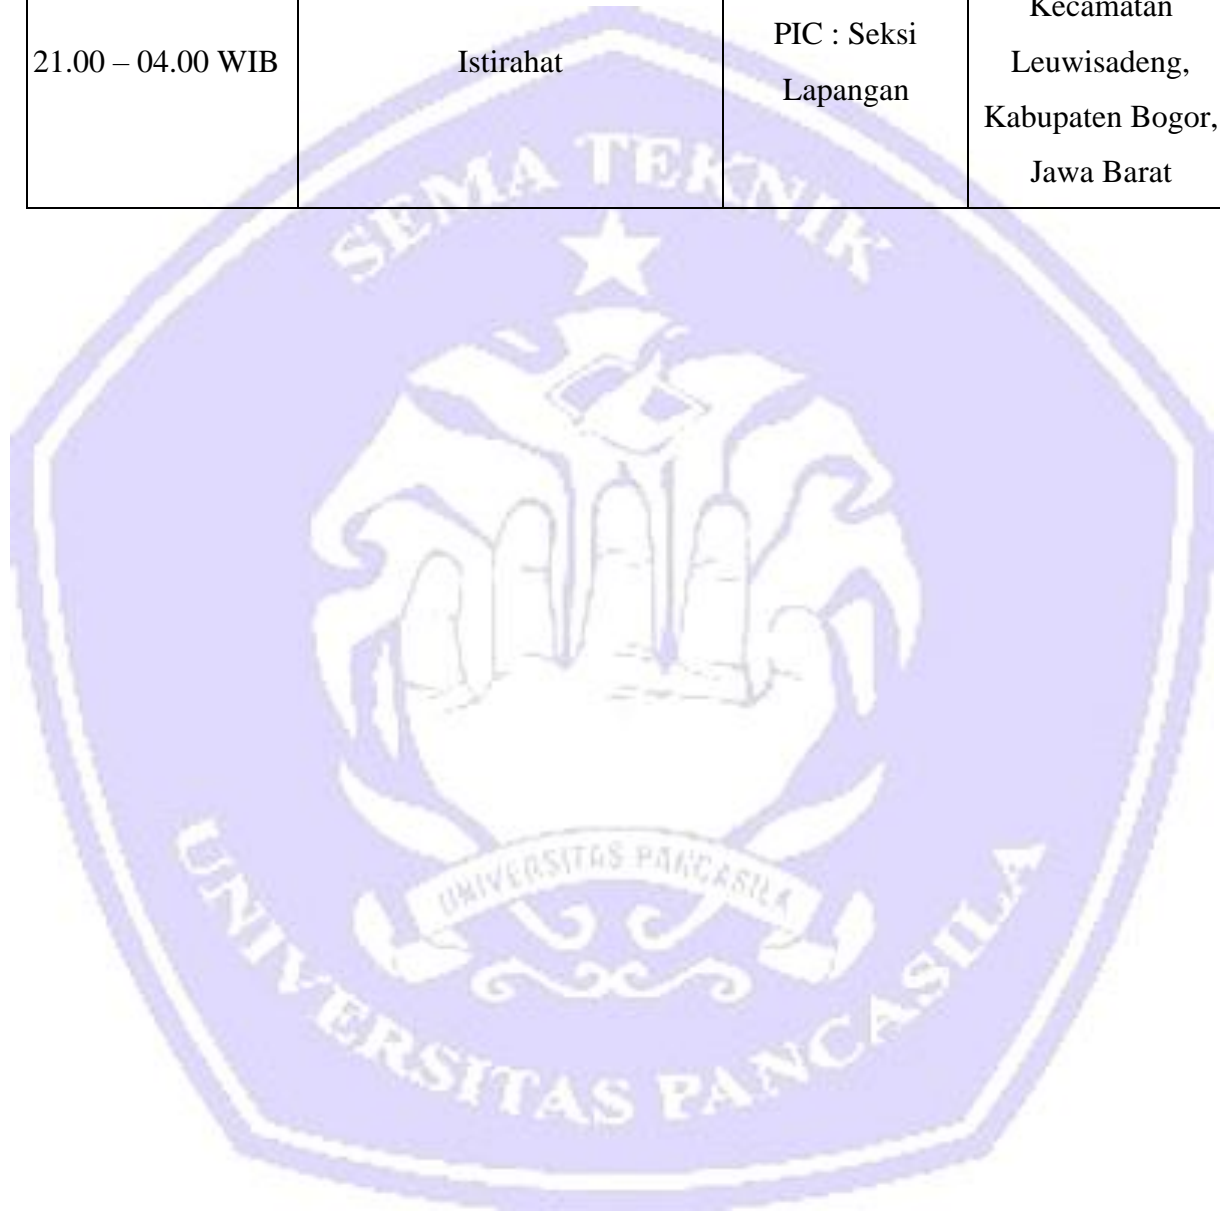 Kecamatan
PIC : Seksi
21.00 – 04.00 WIB
Istirahat
Leuwisadeng,
Lapangan
Kabupaten Bogor,
Jawa Barat
SEMA TEKNIK
UNIVERSITAS PANCASILA
UNIVERSITAS PANCASILA